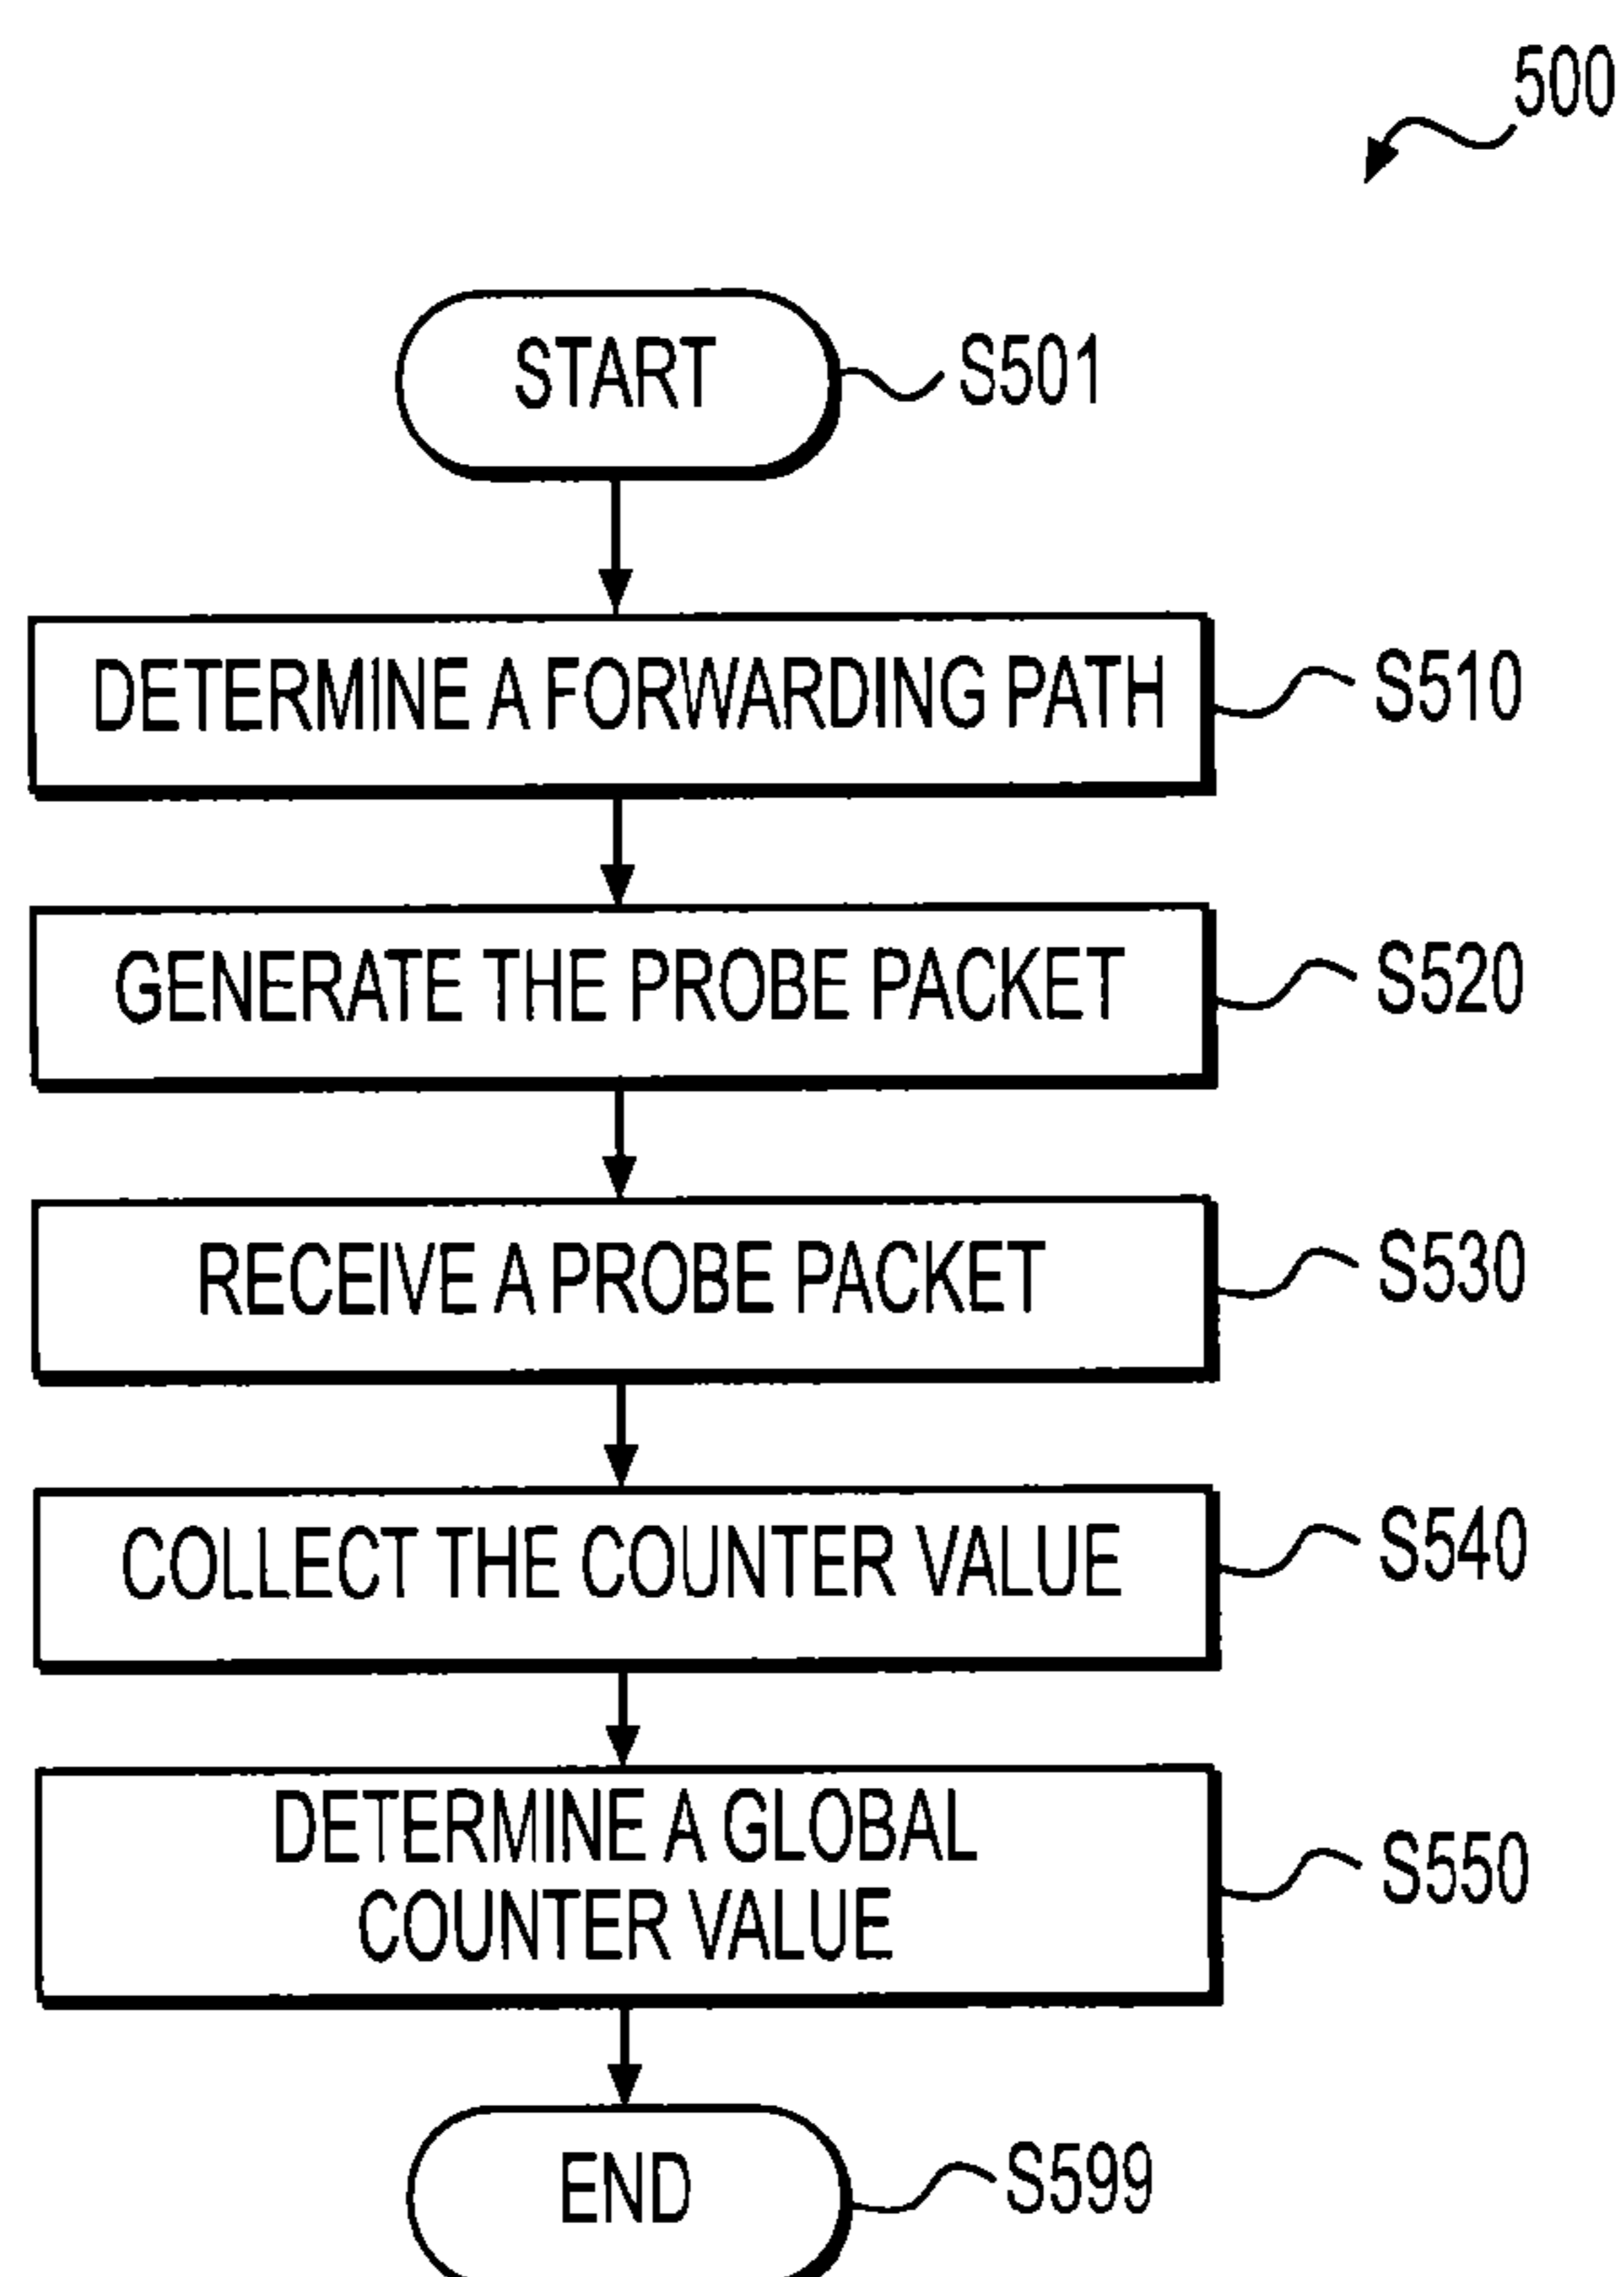 500
START
S501
DETERMINE A FORWARDING PATH
S510
GENERATE THE PROBE PACKET
S520
RECEIVE A PROBE PACKET
S530
COLLECT THE COUNTER VALUE
S540
DETERMINE A GLOBAL
COUNTER VALUE
S550
END
S599